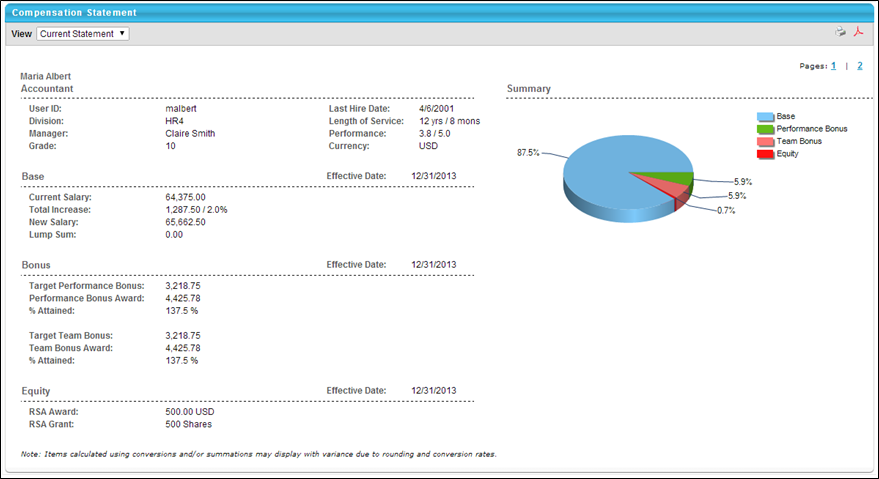 Compensation Statement
View Current Statement
Pages: 1 | 2
Maria Albert
Accountant
User ID: malbert Last Hire Date: 4/6/2001
Division: HR4 Length of Service: 12 yrs / 8 mons
Manager: Claire Smith Performance: 3.8 / 5.0
Grade: 10 Currency: USD
Base Effective Date: 12/31/2013
Current Salary: 64,375.00
Total Increase: 1,287.50 / 2.0%
New Salary: 65,662.50
Lump Sum: 0.00
Bonus Effective Date: 12/31/2013
Target Performance Bonus: 3,218.75
Performance Bonus Award: 4,425.78
% Attained: 137.5 %
Target Team Bonus: 3,218.75
Team Bonus Award: 4,425.78
% Attained: 137.5 %
Equity Effective Date: 12/31/2013
RSA Award: 500.00 USD
RSA Grant: 500 Shares
Summary
Base
Performance Bonus
Team Bonus
Equity
87.5%
5.9%
5.9%
0.7%
Note: Items calculated using conversions and/or summations may display with variance due to rounding and conversion rates.